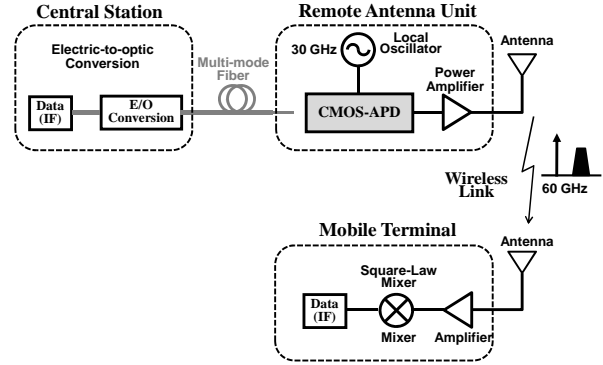 Central Station
Electric-to-optic
Conversion
Data
(IF)
E/O
Conversion
Multi-mode
Fiber
Remote Antenna Unit
30 GHz
Local
Oscillator
CMOS-APD
Power
Amplifier
Antenna
Wireless
Link
60 GHz
Mobile Terminal
Antenna
Square-Law
Mixer
Data
(IF)
Mixer
Amplifier